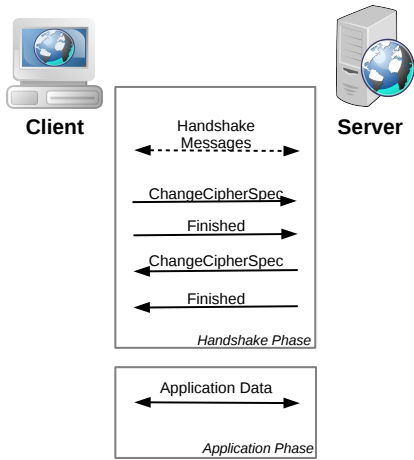 Client
Server
Handshake
Messages
ChangeCipherSpec
Finished
ChangeCipherSpec
Finished
Handshake Phase
Application Data
Application Phase